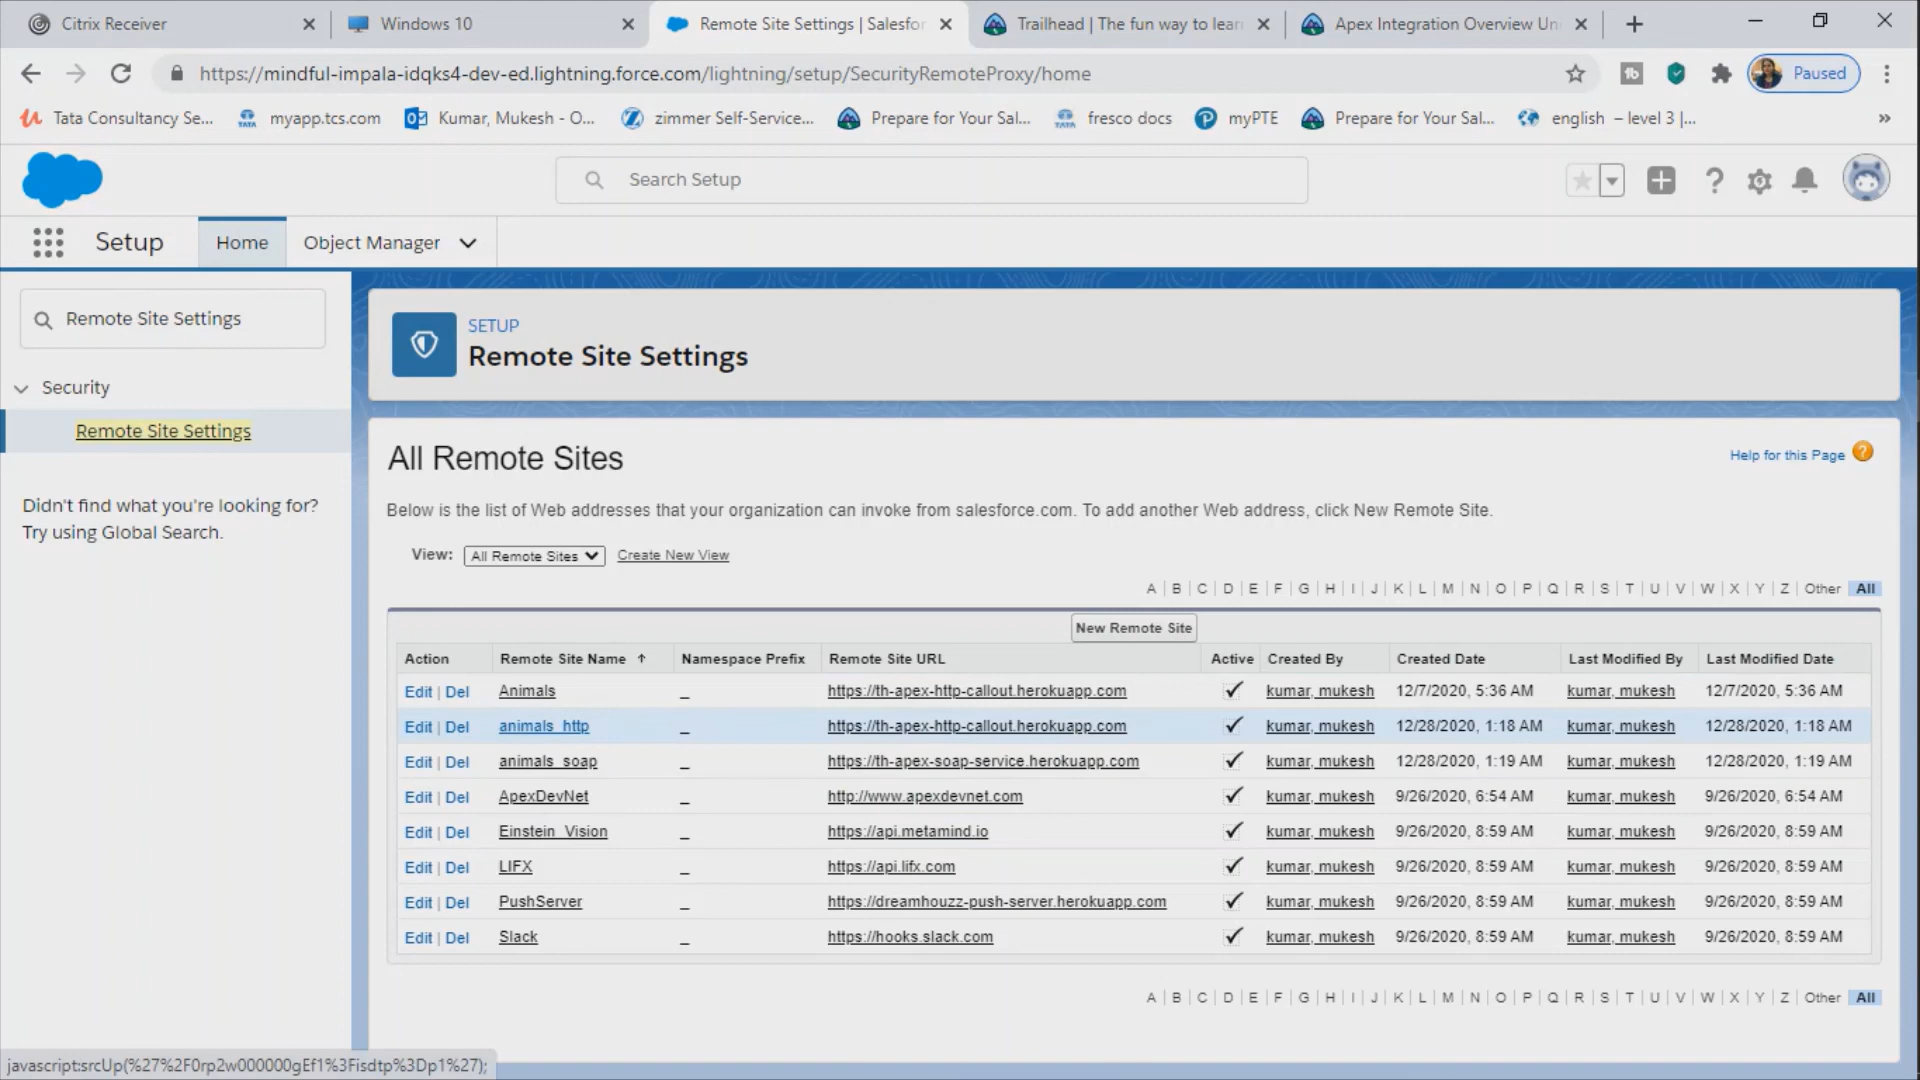 Citrix Receiver
Windows 10
Remote Site Settings | Salesfor
Trailhead | The fun way to lear
Apex Integration Overview Un
https://mindful-impala-idqks4-dev-ed.lightning.force.com/lightning/setup/SecurityRemoteProxy/home
Paused
Tata Consultancy Se...
myapp.tcs.com
Kumar, Mukesh - O...
zimmer Self-Service...
Prepare for Your Sal...
fresco docs
myPTE
Prepare for Your Sal...
english – level 3 |...
»
Search Setup
Setup
Home
Object Manager
Remote Site Settings
Security
Remote Site Settings
Didn't find what you're looking for?
Try using Global Search.
SETUP
Remote Site Settings
All Remote Sites
Help for this Page ?
Below is the list of Web addresses that your organization can invoke from salesforce.com. To add another Web address, click New Remote Site.
View: All Remote Sites Create New View
A | B | C | D | E | F | G | H | I | J | K | L | M | N | O | P | Q | R | S | T | U | V | W | X | Y | Z | Other All
New Remote Site
Action Remote Site Name ↑ Namespace Prefix Remote Site URL Active Created By Created Date Last Modified By Last Modified Date
Edit | Del Animals _ https://th-apex-http-callout.herokuapp.com ✓ kumar, mukesh 12/7/2020, 5:36 AM kumar, mukesh 12/7/2020, 5:36 AM
Edit | Del animals_http _ https://th-apex-http-callout.herokuapp.com ✓ kumar, mukesh 12/28/2020, 1:18 AM kumar, mukesh 12/28/2020, 1:18 AM
Edit | Del animals_soap _ https://th-apex-soap-service.herokuapp.com ✓ kumar, mukesh 12/28/2020, 1:19 AM kumar, mukesh 12/28/2020, 1:19 AM
Edit | Del ApexDevNet _ http://www.apexdevnet.com ✓ kumar, mukesh 9/26/2020, 6:54 AM kumar, mukesh 9/26/2020, 6:54 AM
Edit | Del Einstein_Vision _ https://api.metamind.io ✓ kumar, mukesh 9/26/2020, 8:59 AM kumar, mukesh 9/26/2020, 8:59 AM
Edit | Del LIFX _ https://api.lifx.com ✓ kumar, mukesh 9/26/2020, 8:59 AM kumar, mukesh 9/26/2020, 8:59 AM
Edit | Del PushServer _ https://dreamhouzz-push-server.herokuapp.com ✓ kumar, mukesh 9/26/2020, 8:59 AM kumar, mukesh 9/26/2020, 8:59 AM
Edit | Del Slack _ https://hooks.slack.com ✓ kumar, mukesh 9/26/2020, 8:59 AM kumar, mukesh 9/26/2020, 8:59 AM
A | B | C | D | E | F | G | H | I | J | K | L | M | N | O | P | Q | R | S | T | U | V | W | X | Y | Z | Other All
javascript:srcUp(%27%2F0rp2w000000gEf1%3Fisdtp%3Dp1%27);